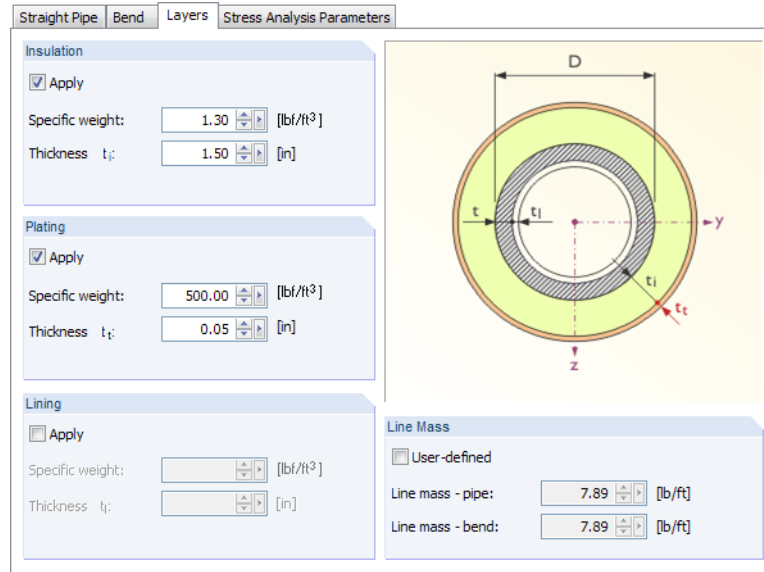 Straight Pipe Bend Layers Stress Analysis Parameters
Insulation
Apply
Specific weight: 1.30 [lbf/ft³]
Thickness tᵢ: 1.50 [in]
Plating
Apply
Specific weight: 500.00 [lbf/ft³]
Thickness tₜ: 0.05 [in]
Lining
Apply
Specific weight: [lbf/ft³]
Thickness tₗ: [in]
D
t tₗ y
tᵢ
tₜ
z
Line Mass
User-defined
Line mass - pipe: 7.89 [lb/ft]
Line mass - bend: 7.89 [lb/ft]